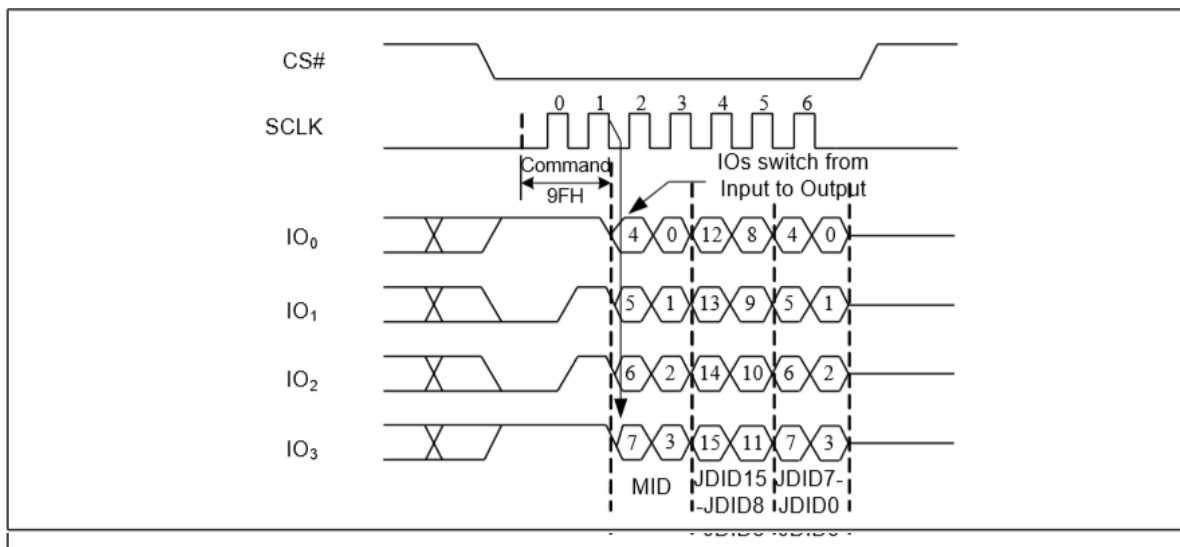 CS#
0 1 2 3 4 5 6
SCLK
Command
9FH
IOs switch from
Input to Output
IO0 4 0 12 8 4 0
IO1 5 1 13 9 5 1
IO2 6 2 14 10 6 2
IO3 7 3 15 11 7 3
MID
JDID15
-JDID8
JDID7-
JDID0